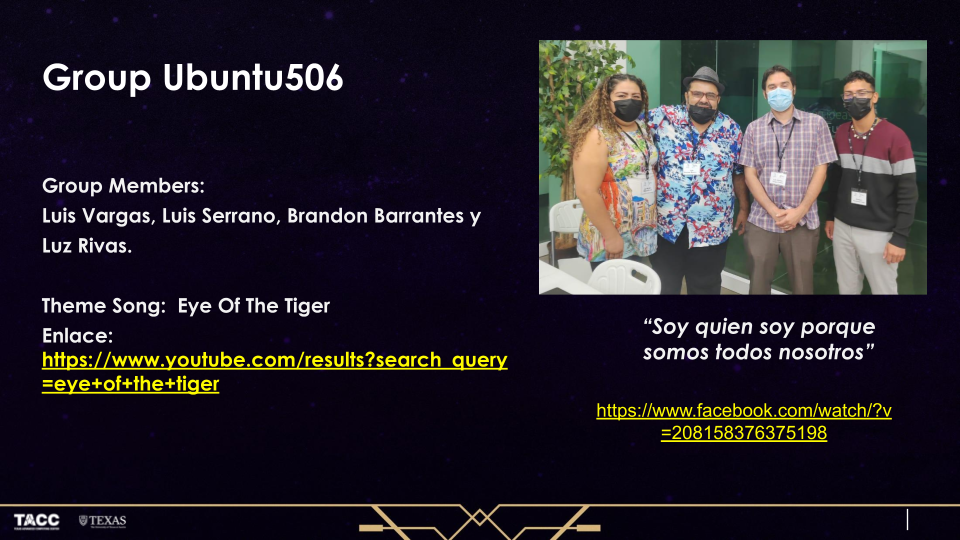 Group Ubuntu506
Group Members:
Luis Vargas, Luis Serrano, Brandon Barrantes y
Luz Rivas.
Theme Song:  Eye Of The Tiger
Enlace:
https://www.youtube.com/results?search_query
=eye+of+the+tiger
“Soy quien soy porque
somos todos nosotros”
https://www.facebook.com/watch/?v
=208158376375198
TACC
TEXAS